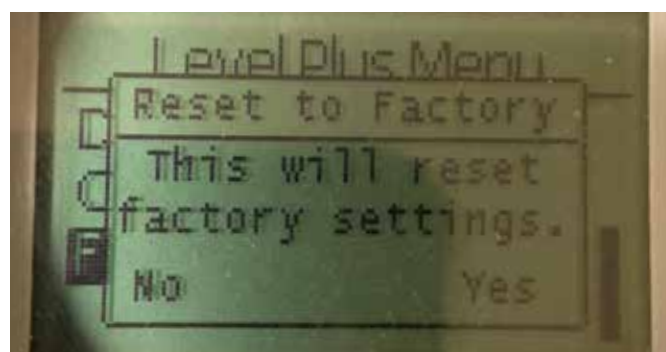 Level Plus Menu
Reset to Factory
This will reset
factory settings.
No Yes